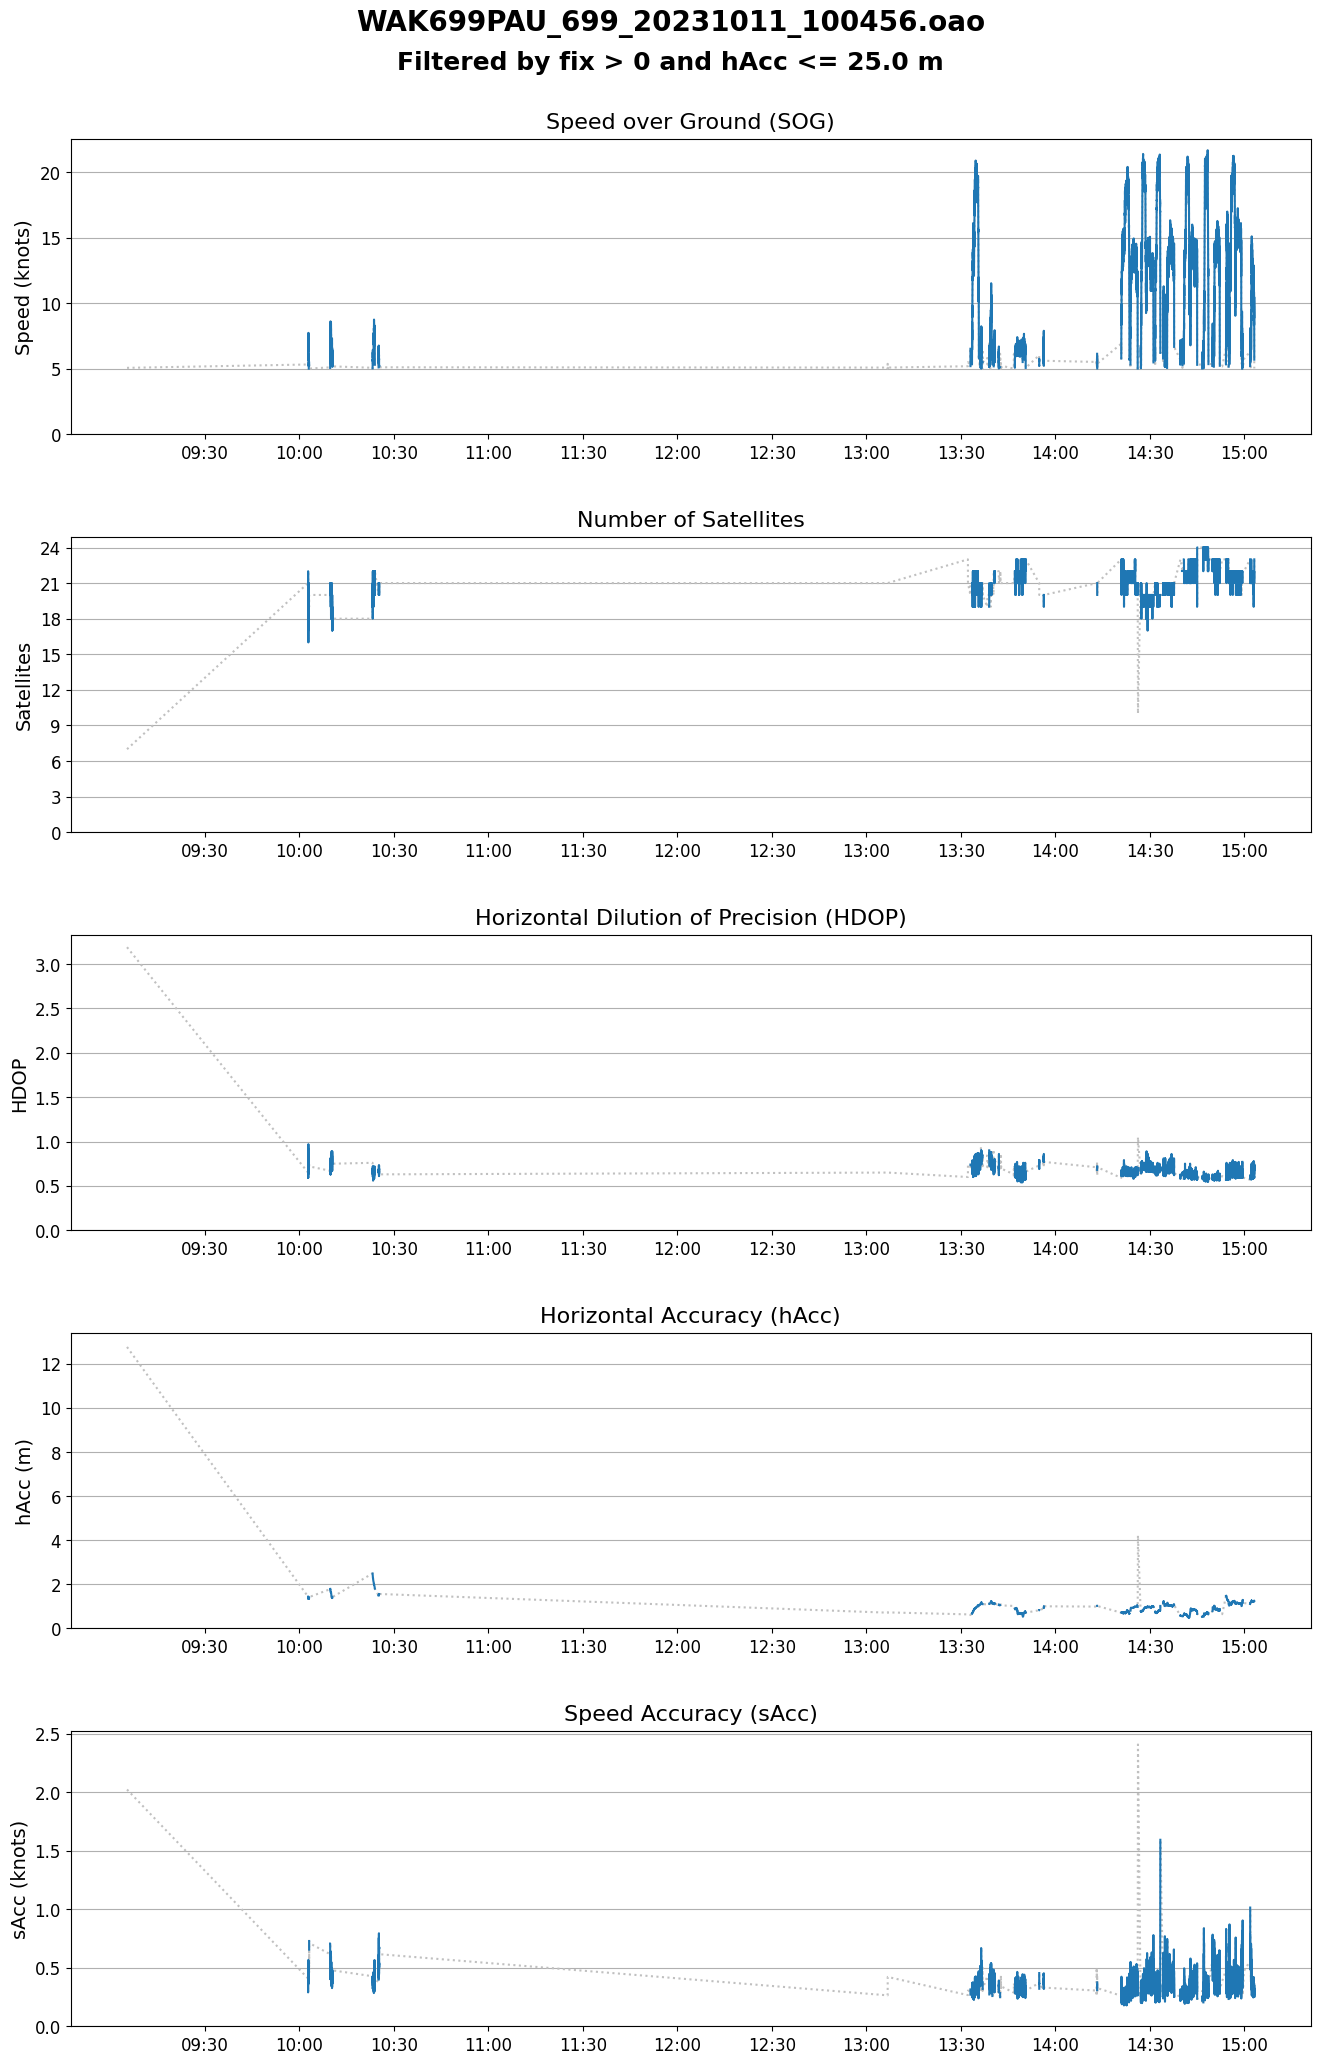 WAK699PAU_699_20231011_100456.oao
Filtered by fix > 0 and hAcc <= 25.0 m
Speed over Ground (SOG)
Speed (knots)
20
15
10
5
0
09:30 10:00 10:30 11:00 11:30 12:00 12:30 13:00 13:30 14:00 14:30 15:00
Number of Satellites
Satellites
24
21
18
15
12
9
6
3
0
09:30 10:00 10:30 11:00 11:30 12:00 12:30 13:00 13:30 14:00 14:30 15:00
Horizontal Dilution of Precision (HDOP)
HDOP
3.0
2.5
2.0
1.5
1.0
0.5
0.0
09:30 10:00 10:30 11:00 11:30 12:00 12:30 13:00 13:30 14:00 14:30 15:00
Horizontal Accuracy (hAcc)
hAcc (m)
12
10
8
6
4
2
0
09:30 10:00 10:30 11:00 11:30 12:00 12:30 13:00 13:30 14:00 14:30 15:00
Speed Accuracy (sAcc)
sAcc (knots)
2.5
2.0
1.5
1.0
0.5
0.0
09:30 10:00 10:30 11:00 11:30 12:00 12:30 13:00 13:30 14:00 14:30 15:00